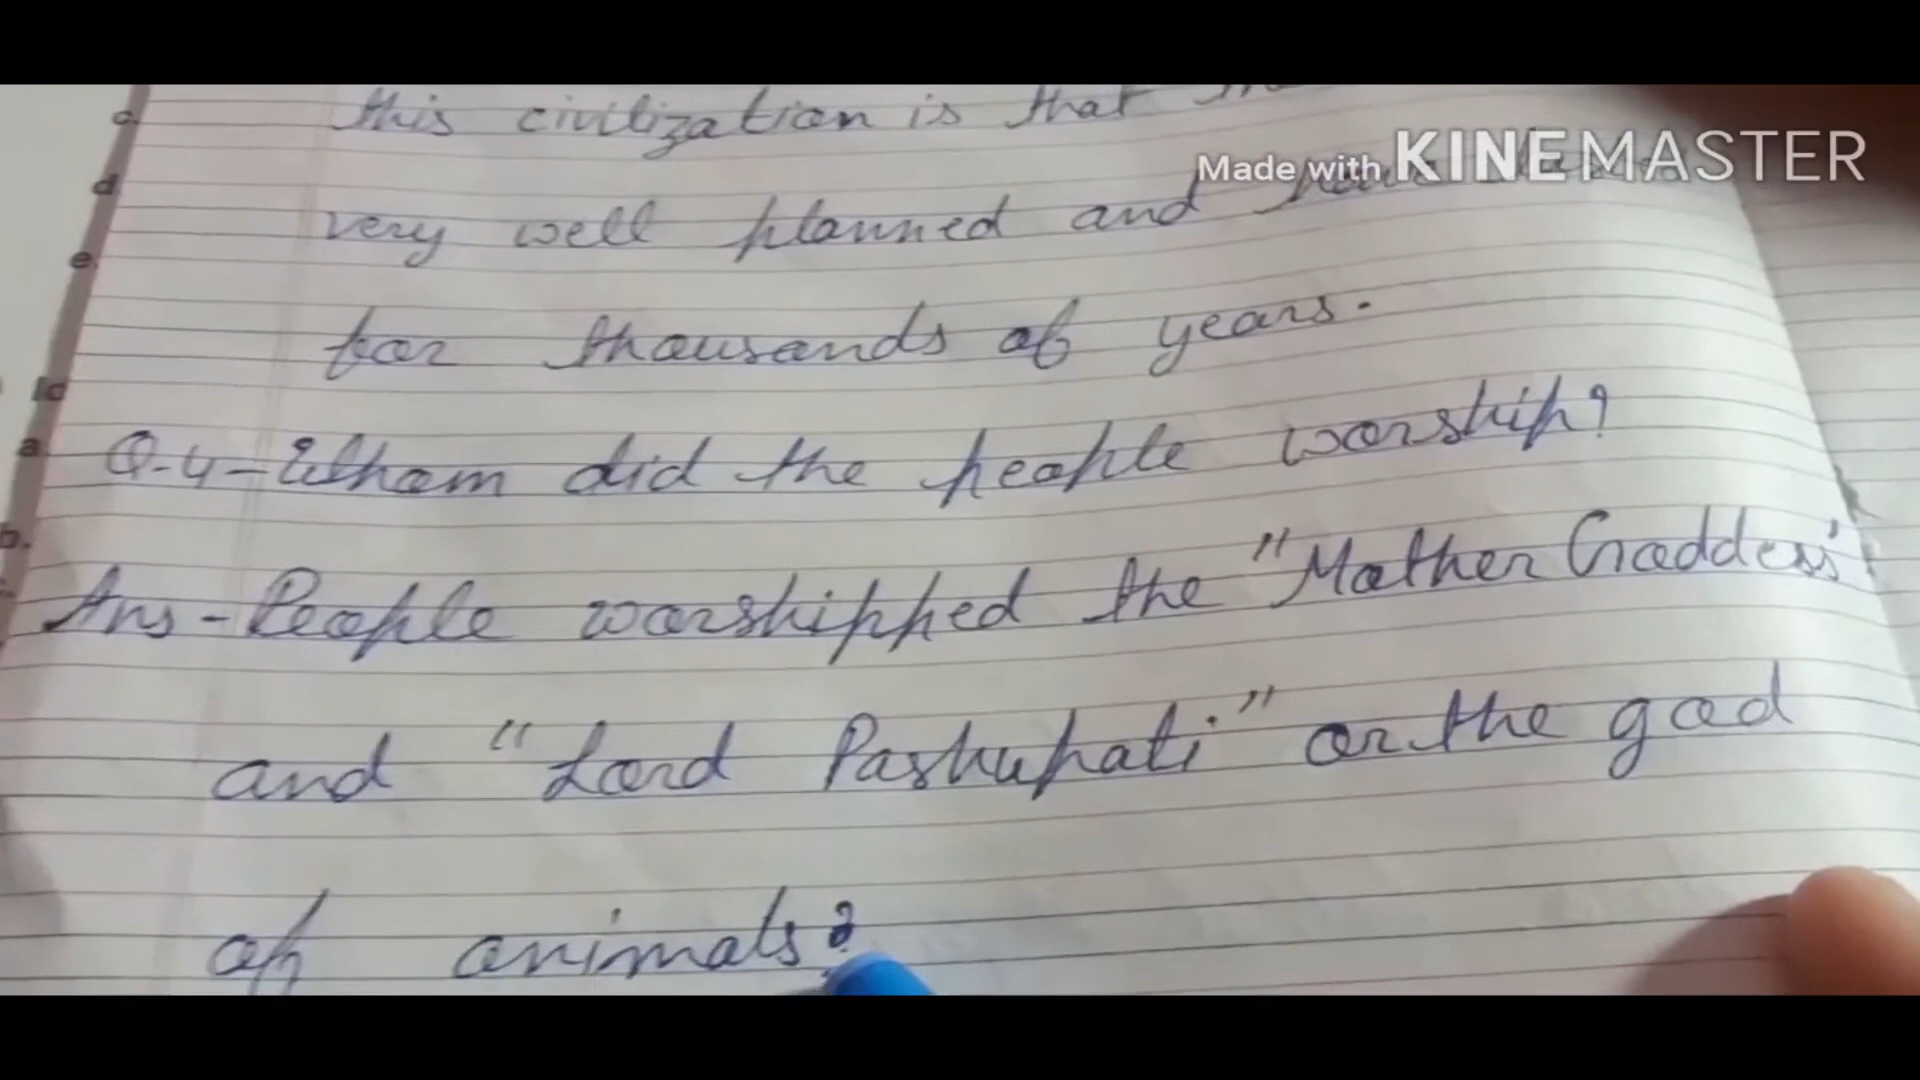 this civilization is that
Made with KINEMASTER
very well planned and
for thousands of years.
Q-4- Whom did the people worship?
Ans- People worshipped the "Mother Goddess"
and "Lord Pashupati" or the god
of animals?
c.
d
e.
a.
b.